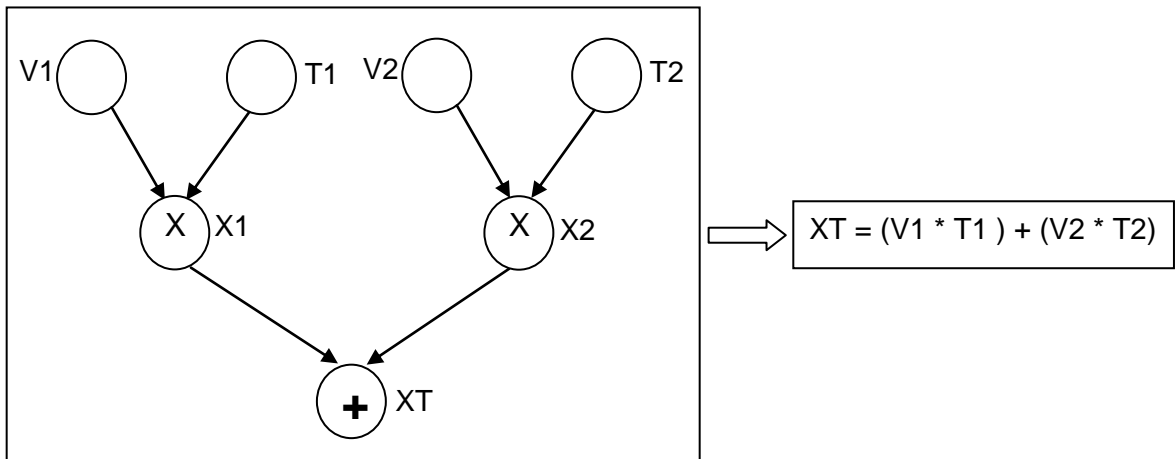 V1
T1
V2
T2
X
X1
X
X2
XT = (V1 * T1 ) + (V2 * T2)
+
XT